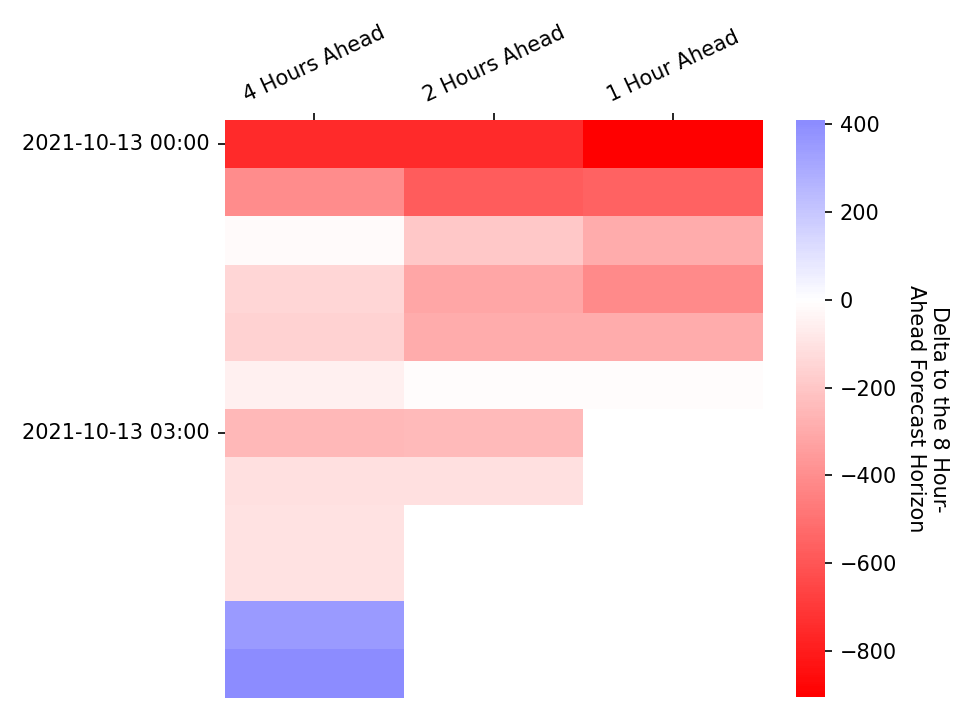 4 Hours Ahead
2 Hours Ahead
1 Hour Ahead
2021-10-13 00:00
2021-10-13 03:00
400
200
0
−200
−400
−600
−800
Delta to the 8 Hour-
Ahead Forecast Horizon